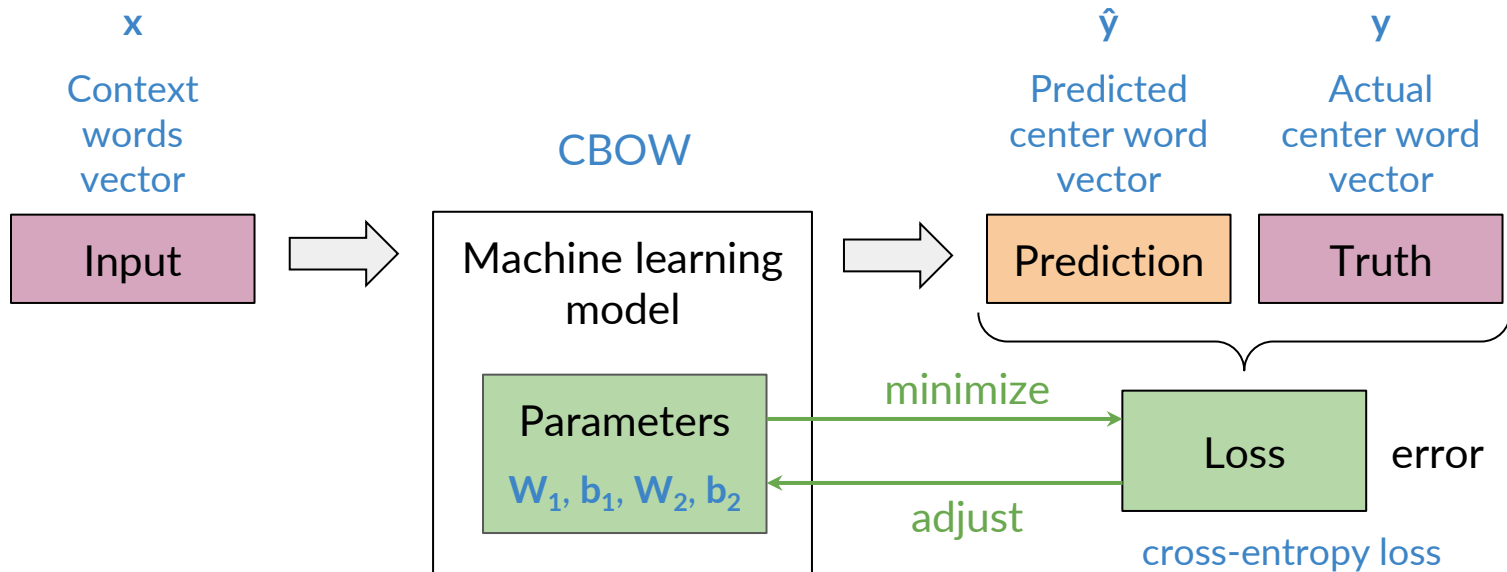 x
Context
words
vector
Input
CBOW
Machine learning
model
Parameters
W₁, b₁, W₂, b₂
ŷ
Predicted
center word
vector
Prediction
y
Actual
center word
vector
Truth
minimize
adjust
Loss
error
cross-entropy loss